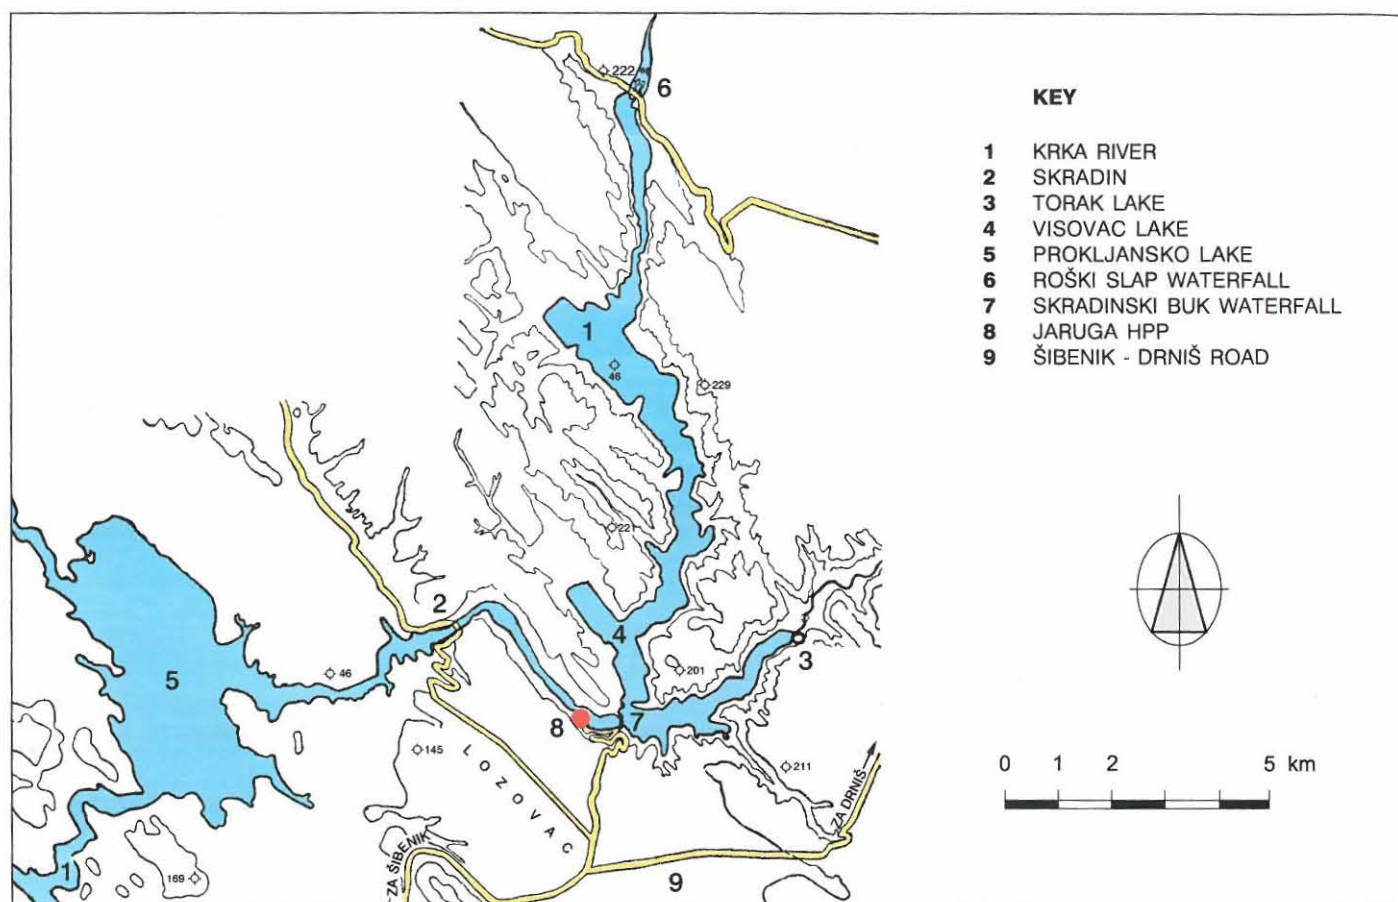 222
6
KEY
1 KRKA RIVER
2 SKRADIN
3 TORAK LAKE
4 VISOVAC LAKE
5 PROKLJANSKO LAKE
6 ROŠKI SLAP WATERFALL
7 SKRADINSKI BUK WATERFALL
8 JARUGA HPP
9 ŠIBENIK - DRNIŠ ROAD
1
46
229
221
2
4
3
201
46
5
8
7
145
LOZOVAC
211
ZA DRNIŠ
0 1 2 5 km
ZA ŠIBENIK
1
169
9